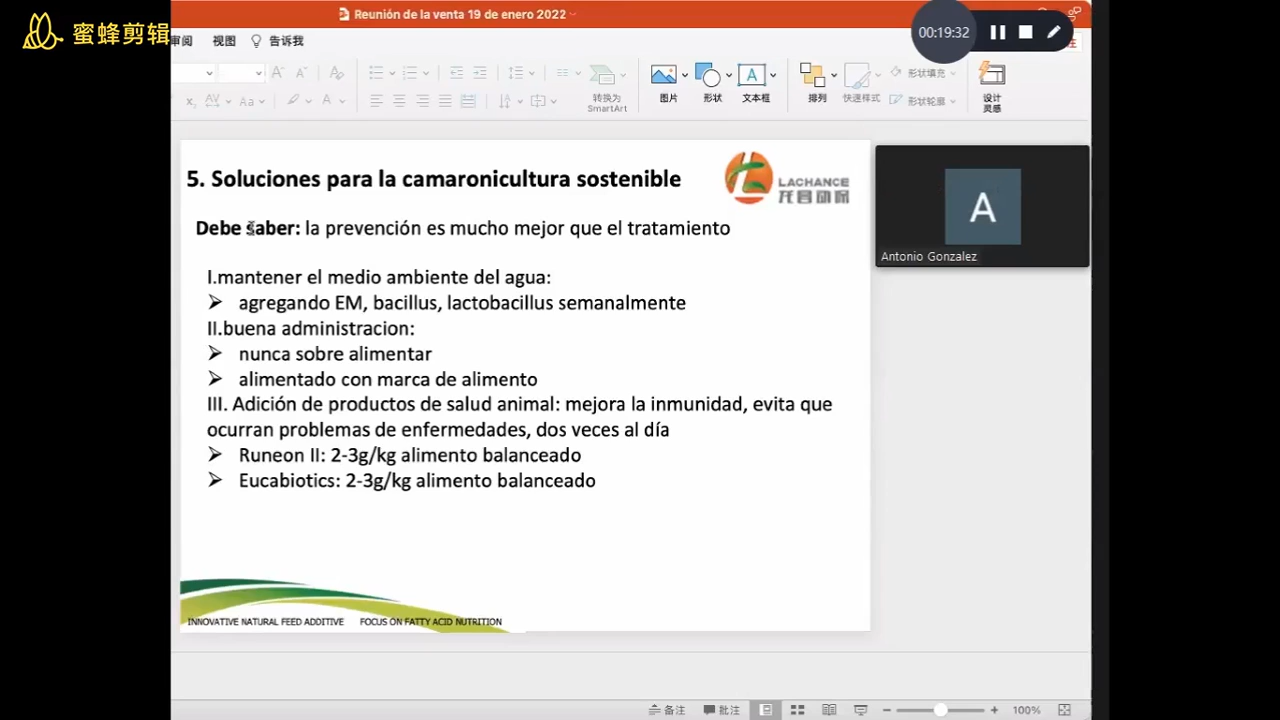 蜜蜂剪辑
Reunión de la venta 19 de enero 2022
00:19:32
审阅 视图 告诉我
转换为
SmartArt
图片 形状 文本框 排列 快速样式 形状填充
形状轮廓
设计
灵感
5. Soluciones para la camaronicultura sostenible
LACHANCE
Debe saber: la prevención es mucho mejor que el tratamiento
Antonio Gonzalez
A
I.mantener el medio ambiente del agua:
➢ agregando EM, bacillus, lactobacillus semanalmente
II.buena administracion:
➢ nunca sobre alimentar
➢ alimentado con marca de alimento
III. Adición de productos de salud animal: mejora la inmunidad, evita que
ocurran problemas de enfermedades, dos veces al día
➢ Runeon II: 2-3g/kg alimento balanceado
➢ Eucabiotics: 2-3g/kg alimento balanceado
INNOVATIVE NATURAL FEED ADDITIVE FOCUS ON FATTY ACID NUTRITION
备注 批注 100%